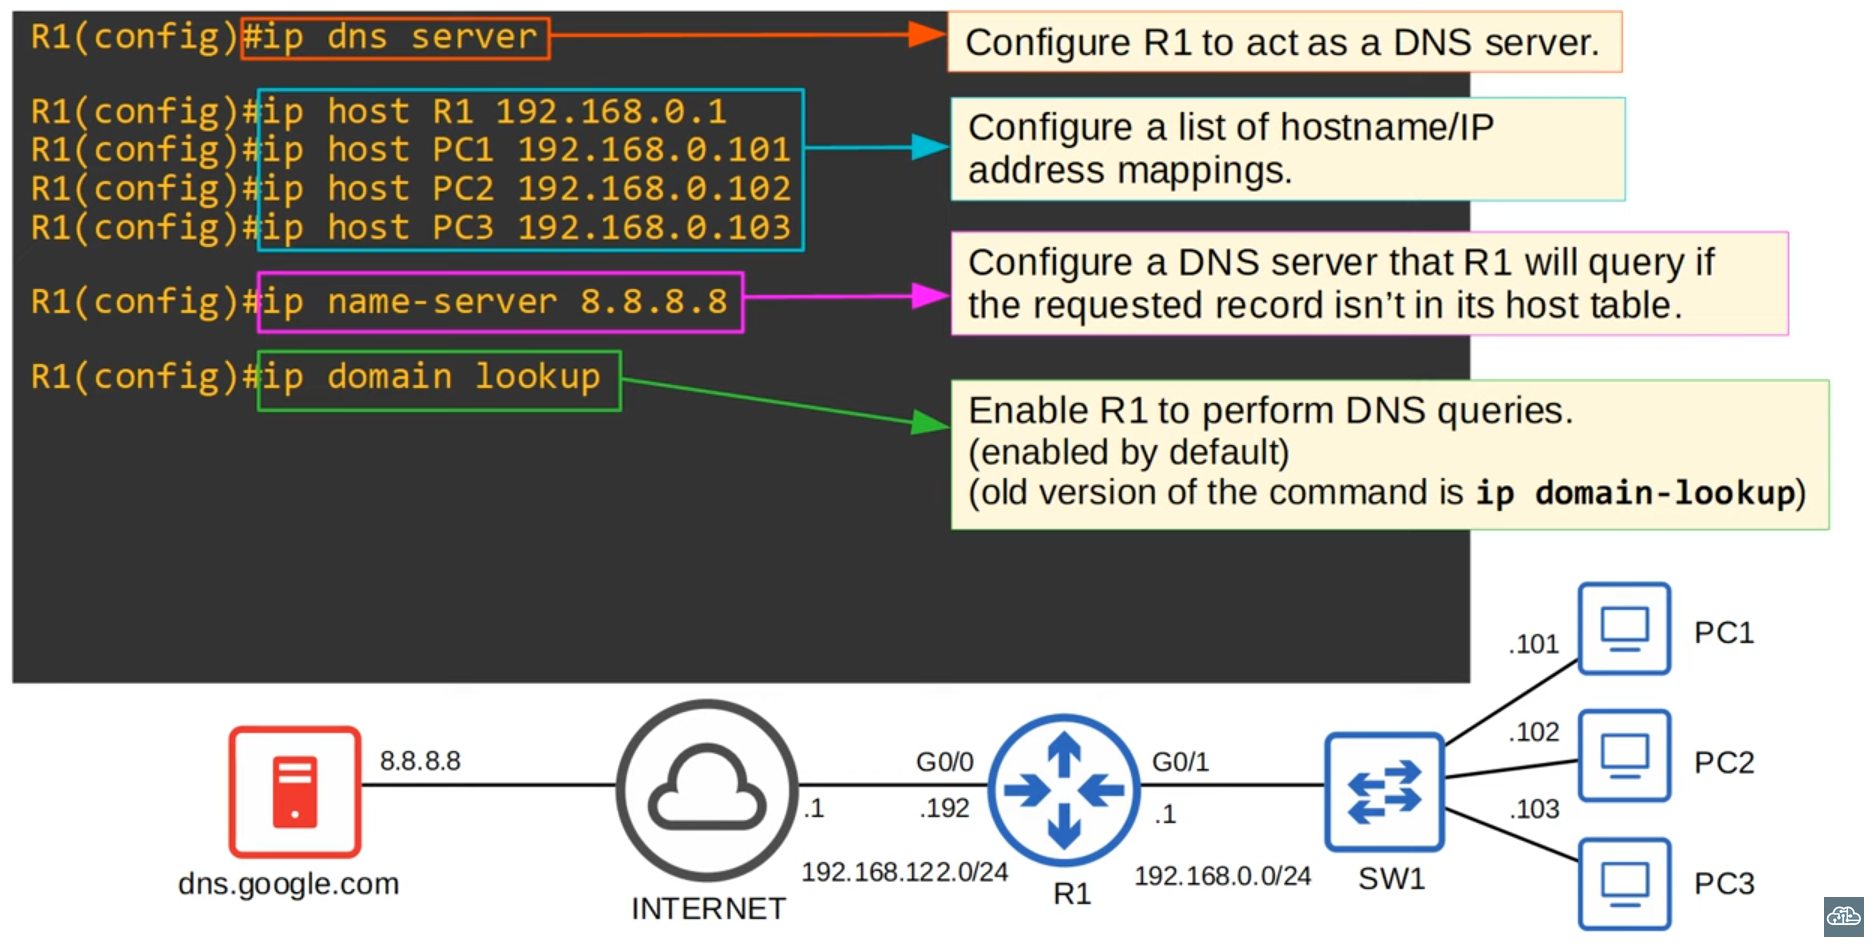 R1(config)#ip dns server
Configure R1 to act as a DNS server.
R1(config)#ip host R1 192.168.0.1
R1(config)#ip host PC1 192.168.0.101
R1(config)#ip host PC2 192.168.0.102
R1(config)#ip host PC3 192.168.0.103
Configure a list of hostname/IP
address mappings.
R1(config)#ip name-server 8.8.8.8
Configure a DNS server that R1 will query if
the requested record isn't in its host table.
R1(config)#ip domain lookup
Enable R1 to perform DNS queries.
(enabled by default)
(old version of the command is ip domain-lookup)
8.8.8.8
dns.google.com
INTERNET
.1
G0/0
.192
192.168.122.0/24
R1
G0/1
.1
192.168.0.0/24
SW1
.101
PC1
.102
PC2
.103
PC3